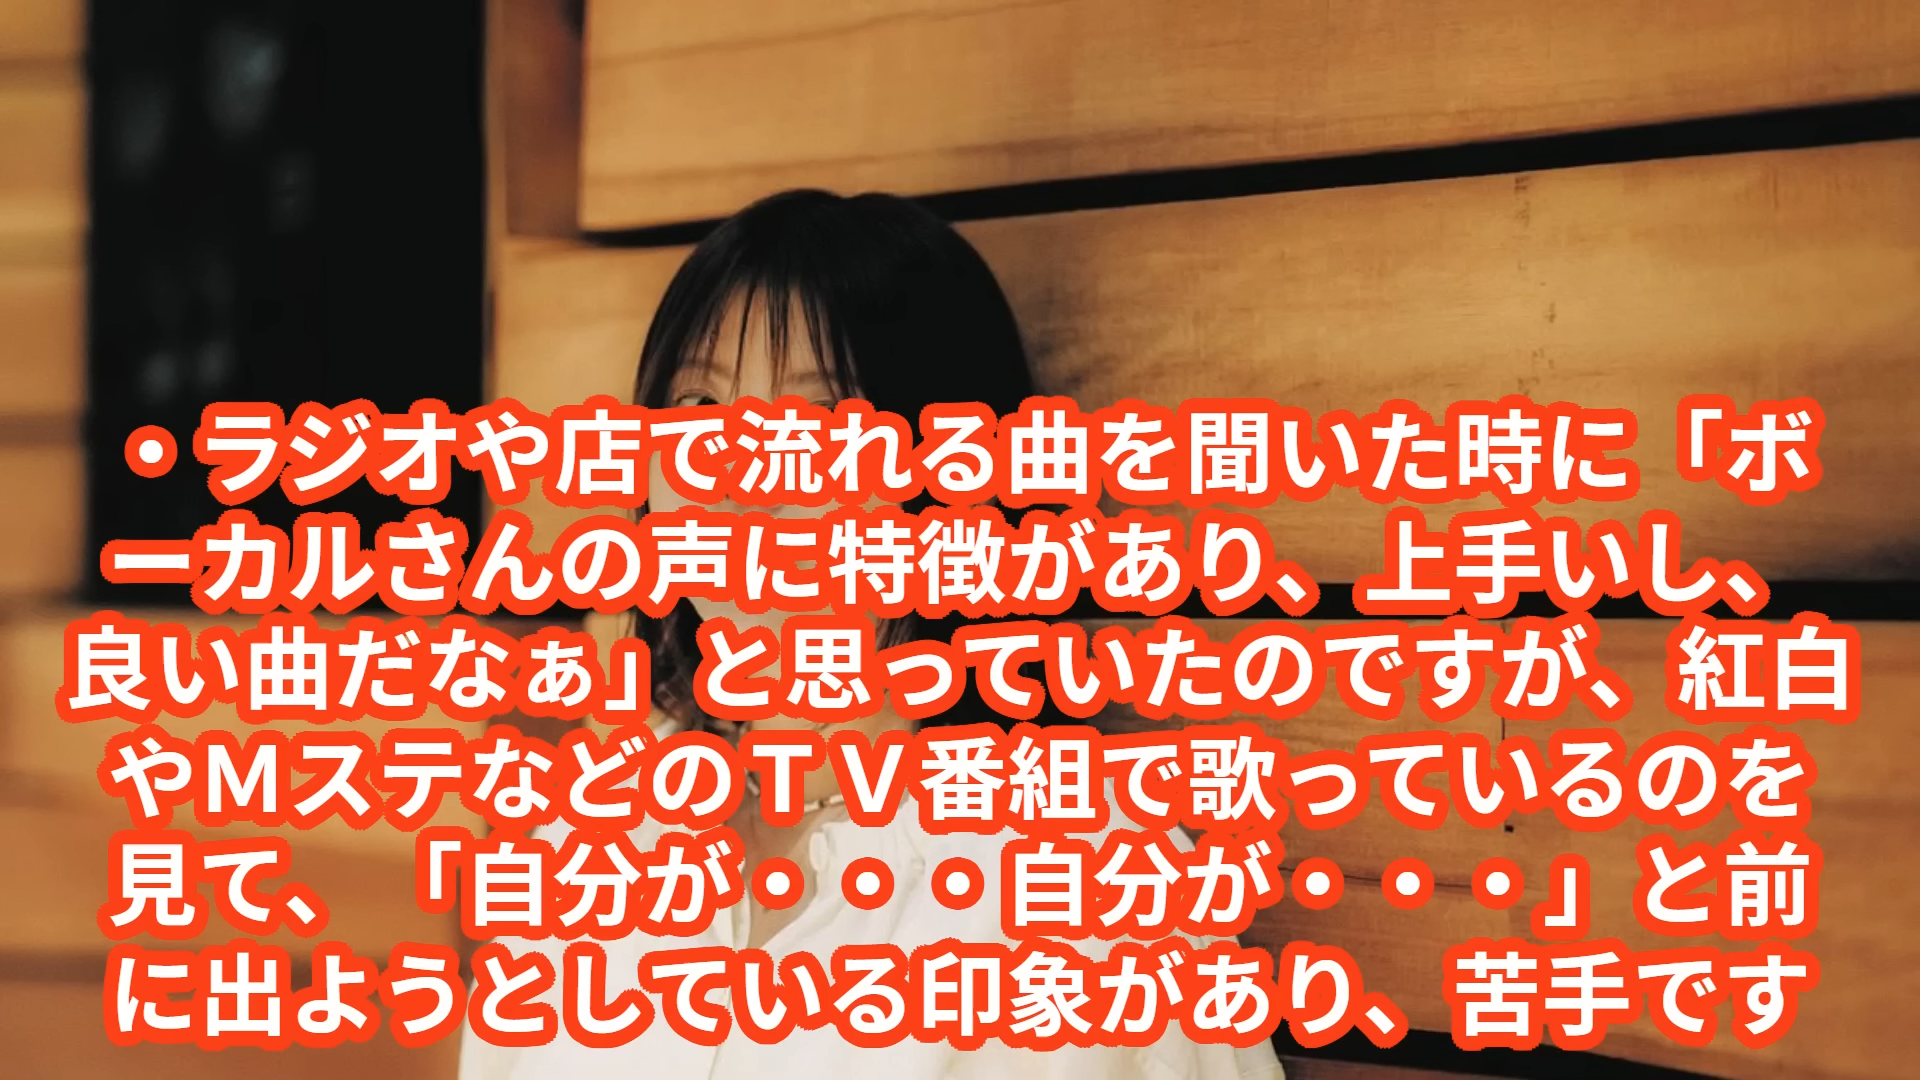 ・ラジオや店で流れる曲を聞いた時に「ボ
ーカルさんの声に特徴があり、上手いし、
良い曲だなぁ」と思っていたのですが、紅白
やＭステなどのＴＶ番組で歌っているのを
見て、「自分が・・・自分が・・・」と前
に出ようとしている印象があり、苦手です